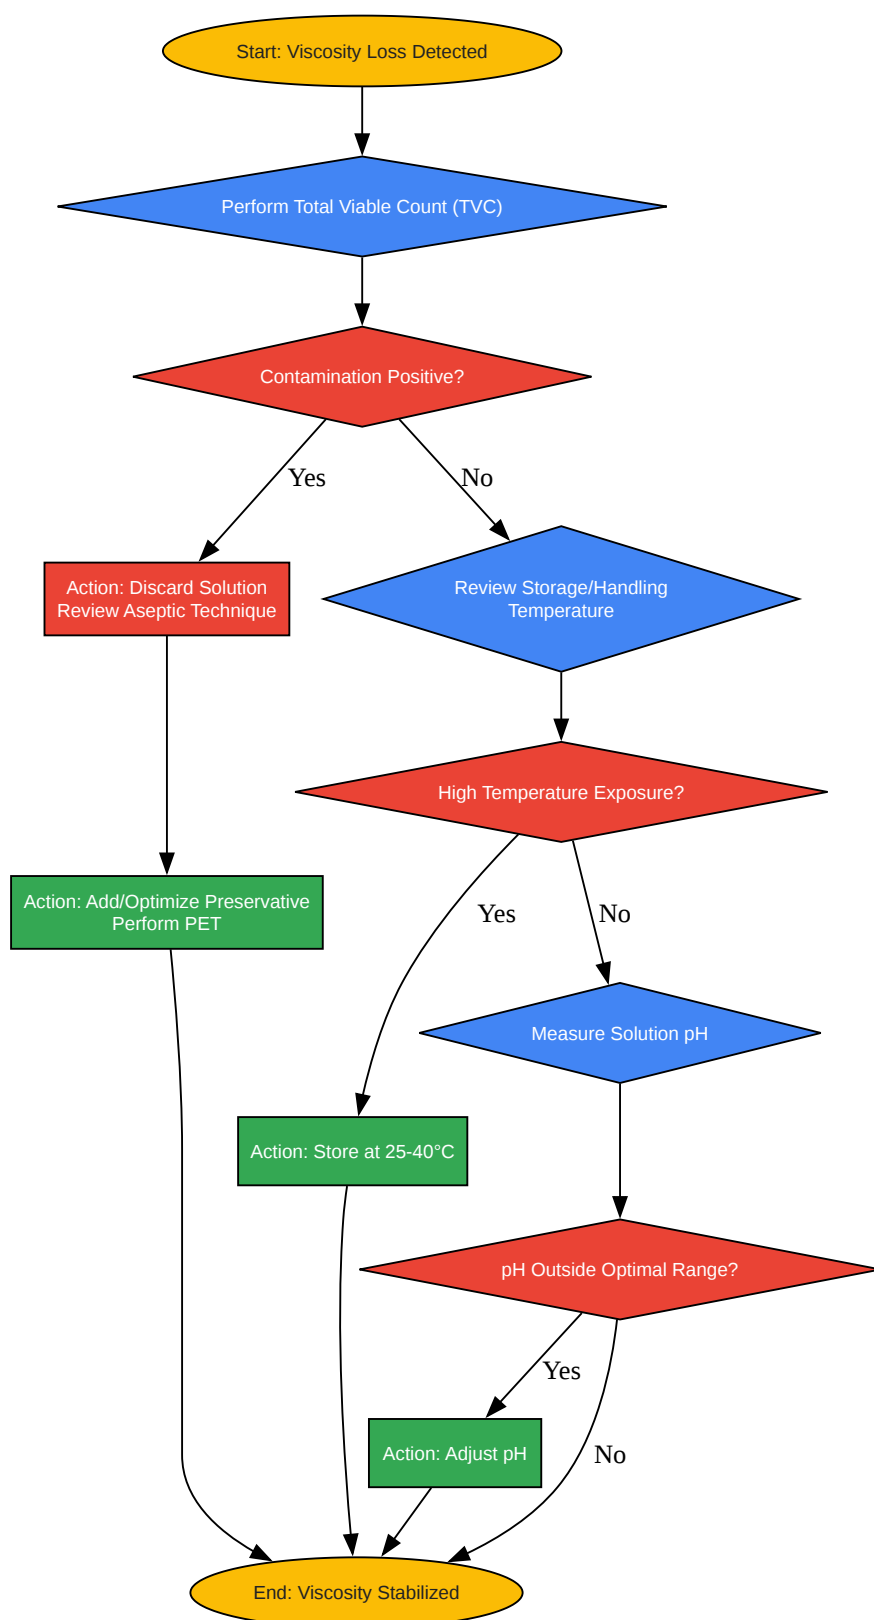 Start: Viscosity Loss Detected
Perform Total Viable Count (TVC)
Contamination Positive?
Yes
No
Action: Discard Solution
Review Aseptic Technique
Review Storage/Handling
Temperature
High Temperature Exposure?
Action: Add/Optimize Preservative
Perform PET
Yes
No
Measure Solution pH
Action: Store at 25-40°C
pH Outside Optimal Range?
Yes
No
Action: Adjust pH
End: Viscosity Stabilized